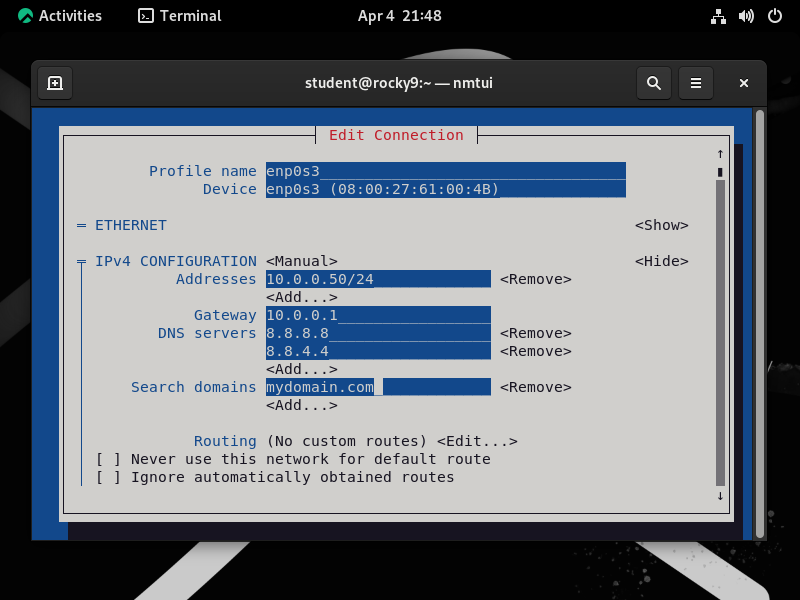 Activities Terminal Apr 4 21:48
student@rocky9:~ — nmtui
Edit Connection
Profile name enp0s3
Device enp0s3 (08:00:27:61:00:4B)
= ETHERNET <Show>
IPv4 CONFIGURATION <Manual> <Hide>
Addresses 10.0.0.50/24 <Remove>
<Add...>
Gateway 10.0.0.1
DNS servers 8.8.8.8 <Remove>
8.8.4.4 <Remove>
<Add...>
Search domains mydomain.com <Remove>
<Add...>
Routing (No custom routes) <Edit...>
[ ] Never use this network for default route
[ ] Ignore automatically obtained routes